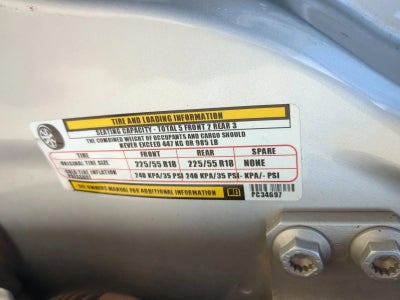 TIRE AND LOADING INFORMATION
SEATING CAPACITY - TOTAL 5 FRONT 2 REAR 3
THE COMBINED WEIGHT OF OCCUPANTS AND CARGO SHOULD
NEVER EXCEED 447 KG OR 985 LB
TIRE FRONT REAR SPARE
ORIGINAL TIRE SIZE 225/55 R18 225/55 R18 NONE
COLD TIRE INFLATION
PRESSURE 240 KPA/35 PSI 240 KPA/35 PSI - KPA/- PSI
SEE OWNERS MANUAL FOR ADDITIONAL INFORMATION
PC34697